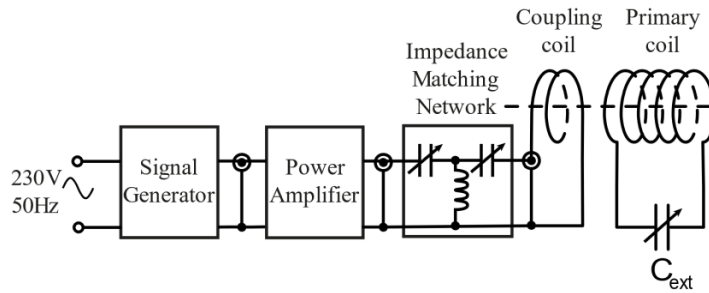 Coupling
coil
Primary
coil
Impedance
Matching
Network
230V
50Hz
Signal
Generator
Power
Amplifier
Cext